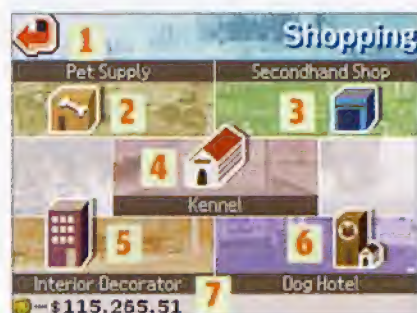 1 Shopping
Pet Supply Secondhand Shop
2 3
4
Kennel
5 6
Interior Decorator Dog Hotel
7
$115,265.51